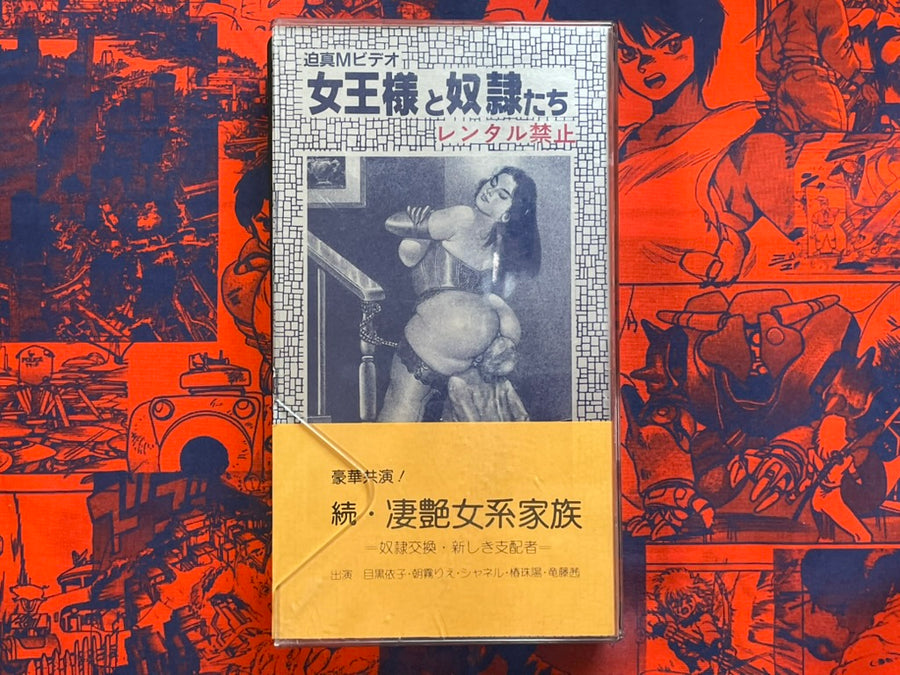 迫真Mビデオ
女王様と奴隷たち
レンタル禁止
豪華共演!
続・凄艶女系家族
=奴隷交換・新しき支配者=
出演 目黒依子・朝霧りえ・シャネル・椿珠陽・竜藤茜
POLICE